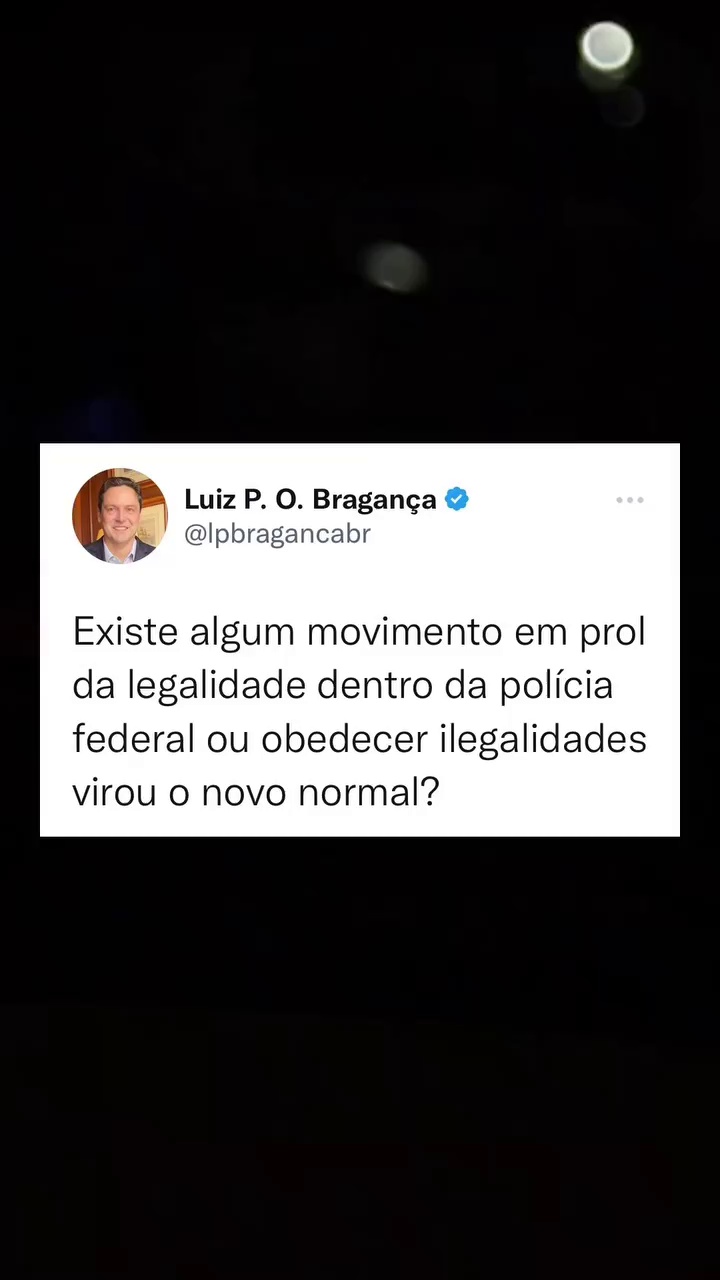 Luiz P. O. Bragança
@lpbragancabr
Existe algum movimento em prol
da legalidade dentro da polícia
federal ou obedecer ilegalidades
virou o novo normal?